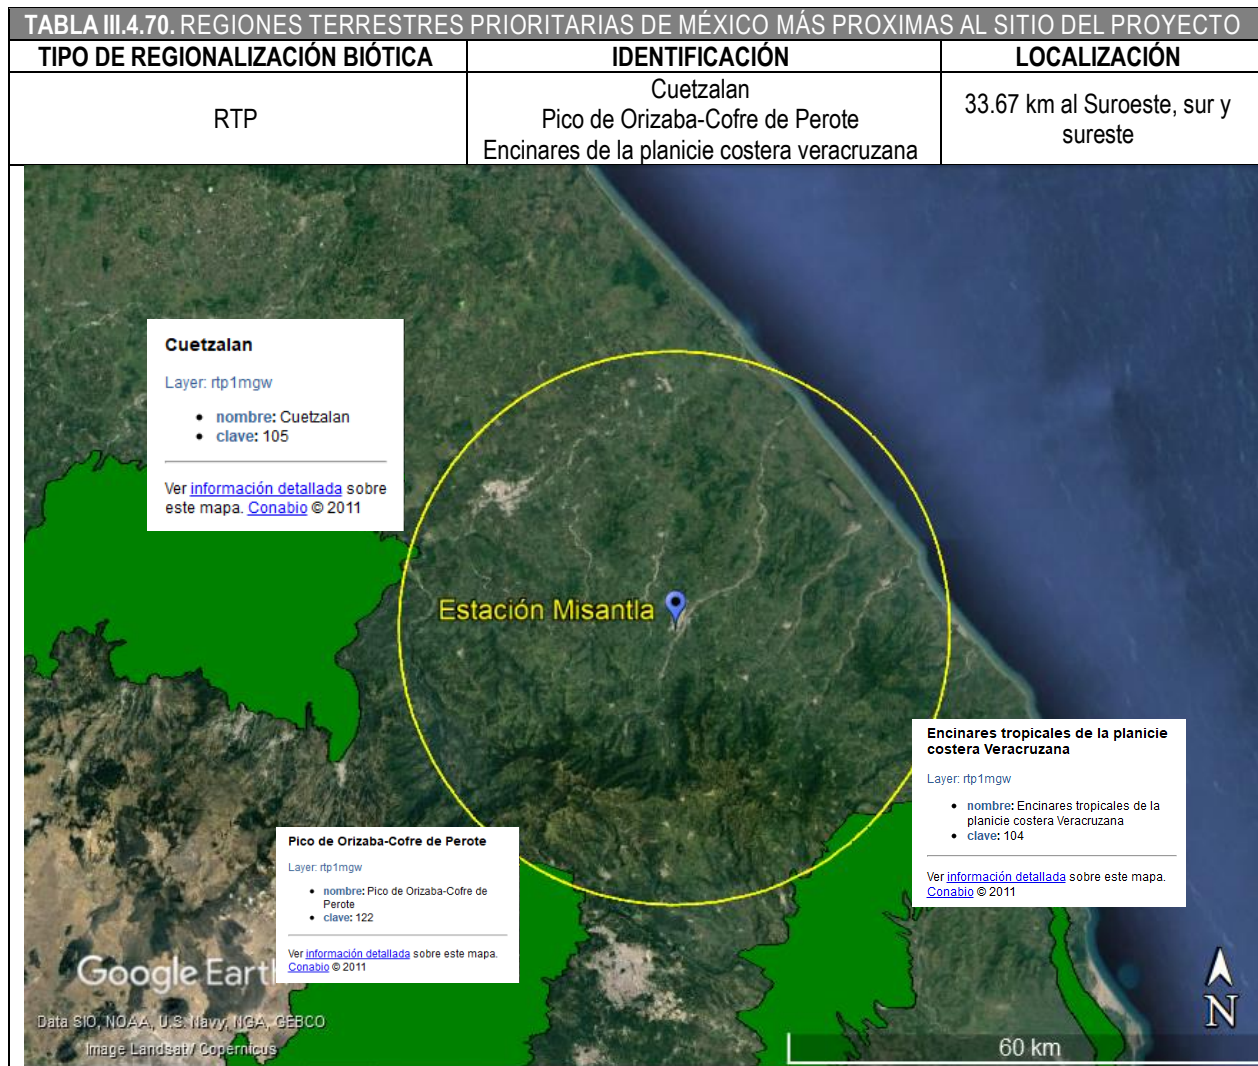 TABLA III.4.70. REGIONES TERRESTRES PRIORITARIAS DE MÉXICO MÁS PROXIMAS AL SITIO DEL PROYECTO
TIPO DE REGIONALIZACIÓN BIÓTICA
IDENTIFICACIÓN
LOCALIZACIÓN
RTP
Cuetzalan
Pico de Orizaba-Cofre de Perote
Encinares de la planicie costera veracruzana
33.67 km al Suroeste, sur y
sureste
Cuetzalan
Layer: rtp1mgw
• nombre: Cuetzalan
• clave: 105
Ver información detallada sobre
este mapa. Conabio © 2011
Estación Misantla
Encinares tropicales de la planicie
costera Veracruzana
Layer: rtp1mgw
• nombre: Encinares tropicales de la
planicie costera Veracruzana
• clave: 104
Ver información detallada sobre este mapa.
Conabio © 2011
Pico de Orizaba-Cofre de Perote
Layer: rtp1mgw
• nombre: Pico de Orizaba-Cofre de
Perote
• clave: 122
Ver información detallada sobre este mapa.
Conabio © 2011
Google Eart
Data SIO, NOAA, U.S. Navy, NGA, GEBCO
Image Landsat / Copernicus
60 km
N